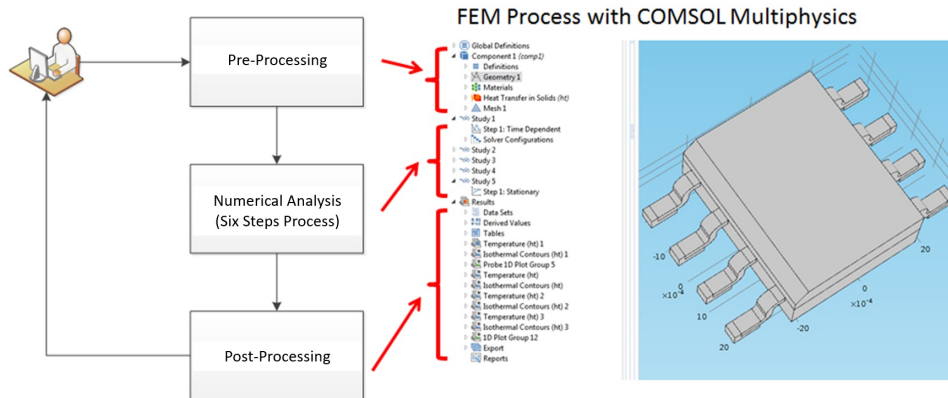 FEM Process with COMSOL Multiphysics
Pre-Processing
Numerical Analysis
(Six Steps Process)
Post-Processing
Global Definitions
Component 1 (comp1)
Definitions
Geometry 1
Materials
Heat Transfer in Solids (ht)
Mesh 1
Study 1
Step 1: Time Dependent
Solver Configurations
Study 2
Study 3
Study 4
Study 5
Step 1: Stationary
Results
Data Sets
Derived Values
Tables
Temperature (ht) 1
Isothermal Contours (ht) 1
Probe 1D Plot Group 5
Temperature (ht)
Isothermal Contours (ht)
Temperature (ht) 2
Isothermal Contours (ht) 2
Temperature (ht) 3
Isothermal Contours (ht) 3
1D Plot Group 12
Export
Reports
-10
0
×10⁻⁴
10
20
20
0
×10⁻⁴
-20